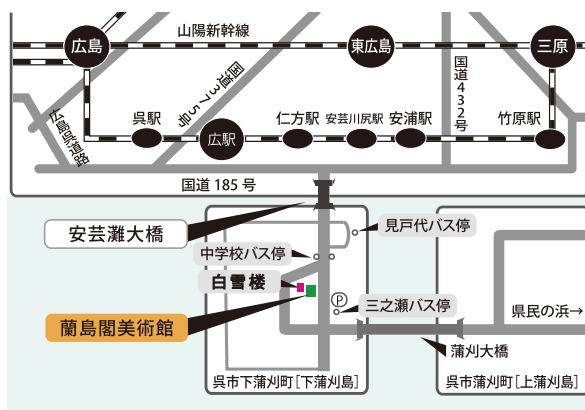 山陽新幹線
広島
東広島
三原
国道375号
国道432号
広島呉道路
呉駅
広駅
仁方駅
安芸川尻駅
安浦駅
竹原駅
国道185号
安芸灘大橋
見戸代バス停
中学校バス停
白雪楼
P
三之瀬バス停
蘭島閣美術館
県民の浜→
蒲刈大橋
呉市下蒲刈町[下蒲刈島]
呉市蒲刈町[上蒲刈島]